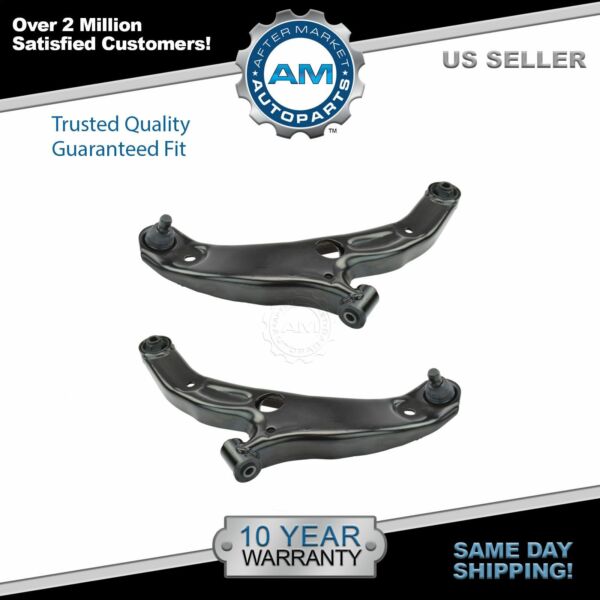 Over 2 Million
Satisfied Customers!
AFTER MARKET
AM
AUTOPARTS
TM
US SELLER
Trusted Quality
Guaranteed Fit
AM
10 YEAR
WARRANTY
SAME DAY
SHIPPING!